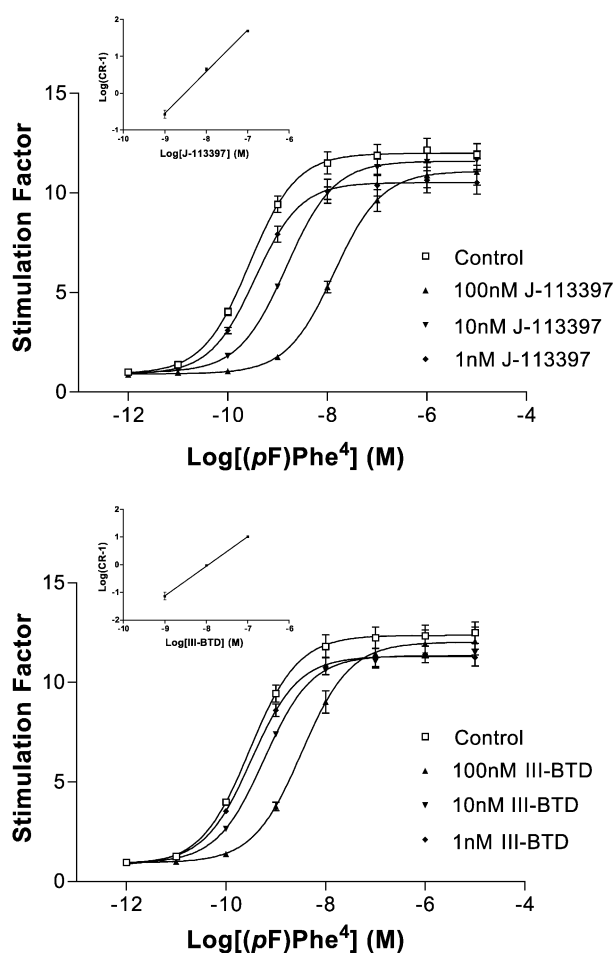 2
1
0
-1
-10
-9
-8
-7
-6
Log(CR-1)
Log[J-113397] (M)
15
10
5
0
Stimulation Factor
Control
100nM J-113397
10nM J-113397
1nM J-113397
-12
-10
-8
-6
-4
Log[(pF)Phe⁴] (M)
2
1
0
-1
-2
-10
-9
-8
-7
-6
Log(CR-1)
Log[III-BTD] (M)
15
10
5
0
Stimulation Factor
Control
100nM III-BTD
10nM III-BTD
1nM III-BTD
-12
-10
-8
-6
-4
Log[(pF)Phe⁴] (M)